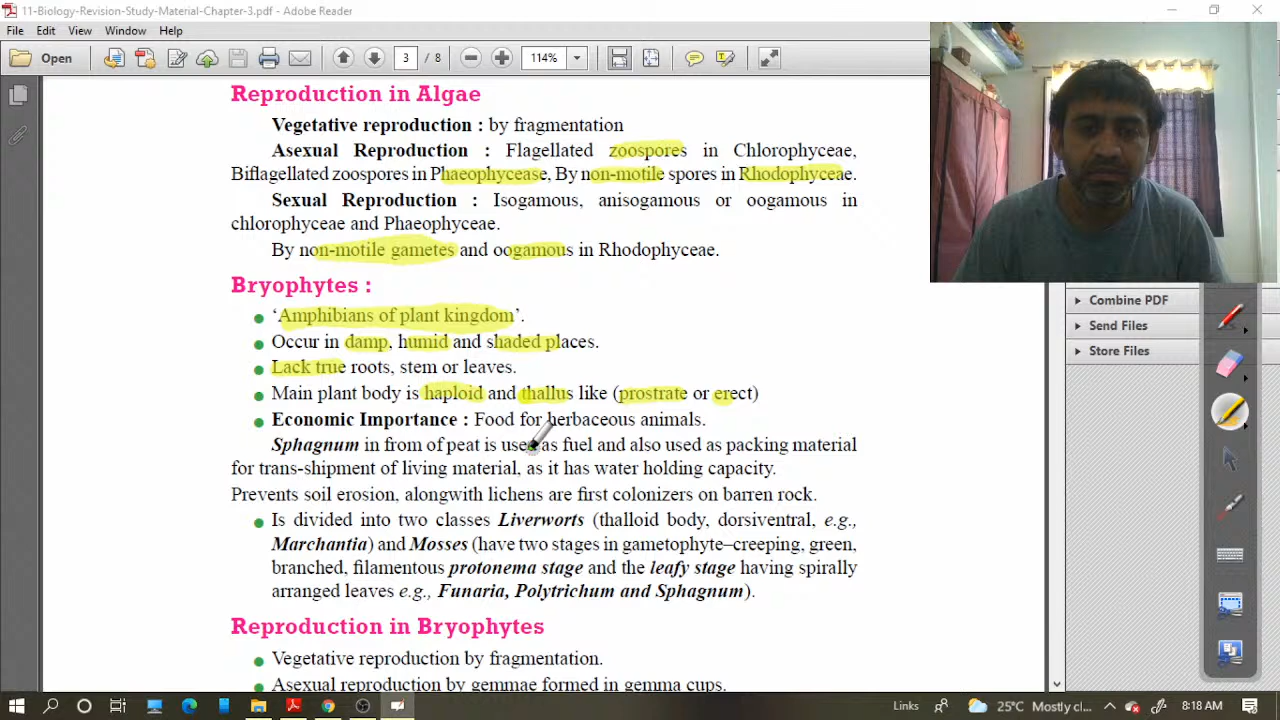 11-Biology-Revision-Study-Material-Chapter-3.pdf - Adobe Reader
File Edit View Window Help
Open 3 / 8 114%
Reproduction in Algae
Vegetative reproduction : by fragmentation
Asexual Reproduction : Flagellated zoospores in Chlorophyceae,
Biflagellated zoospores in Phaeophycease, By non-motile spores in Rhodophyceae.
Sexual Reproduction : Isogamous, anisogamous or oogamous in
chlorophyceae and Phaeophyceae.
By non-motile gametes and oogamous in Rhodophyceae.
Bryophytes :
‘Amphibians of plant kingdom’.
Occur in damp, humid and shaded places.
Lack true roots, stem or leaves.
Main plant body is haploid and thallus like (prostrate or erect)
Economic Importance : Food for herbaceous animals.
Sphagnum in from of peat is used as fuel and also used as packing material
for trans-shipment of living material, as it has water holding capacity.
Prevents soil erosion, alongwith lichens are first colonizers on barren rock.
Is divided into two classes Liverworts (thalloid body, dorsiventral, e.g.,
Marchantia) and Mosses (have two stages in gametophyte–creeping, green,
branched, filamentous protonema stage and the leafy stage having spirally
arranged leaves e.g., Funaria, Polytrichum and Sphagnum).
Reproduction in Bryophytes
Vegetative reproduction by fragmentation.
Asexual reproduction by gemmae formed in gemma cups.
Combine PDF
Send Files
Store Files
Links 25°C Mostly cl... 8:18 AM